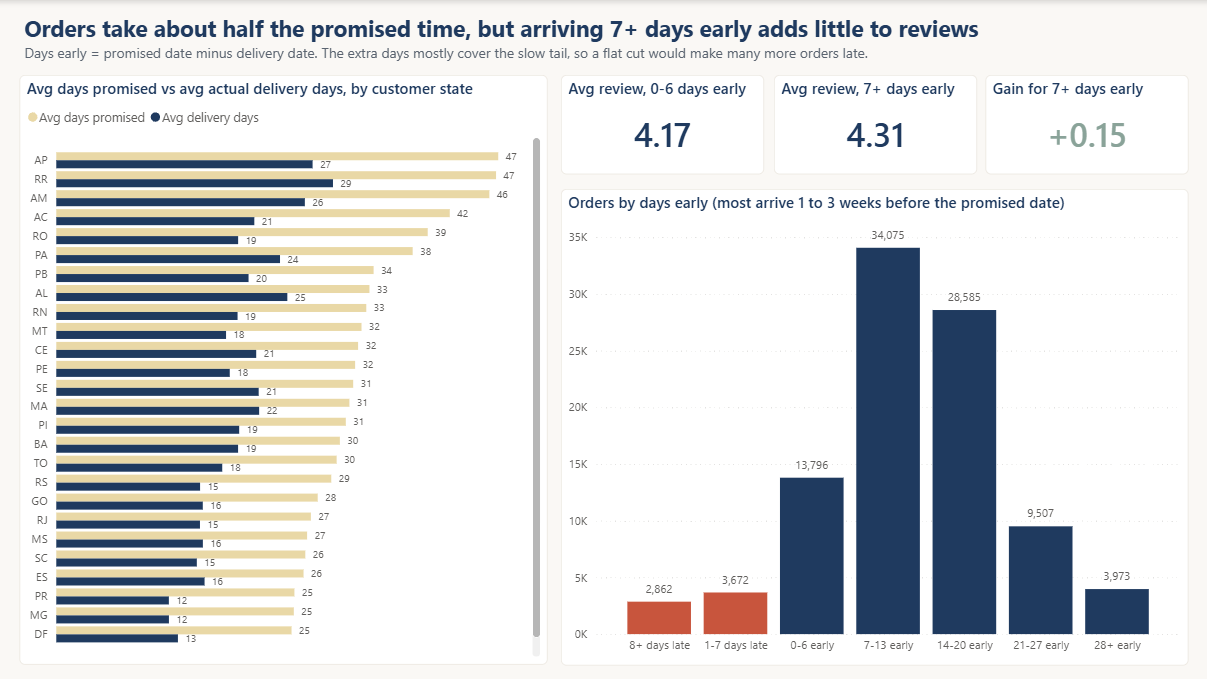 Orders take about half the promised time, but arriving 7+ days early adds little to reviews
Days early = promised date minus delivery date. The extra days mostly cover the slow tail, so a flat cut would make many more orders late.
Avg days promised vs avg actual delivery days, by customer state
Avg days promised Avg delivery days
AP 47 27
RR 47 29
AM 46 26
AC 42 21
RO 39 19
PA 38 24
PB 34 20
AL 33 25
RN 33 19
MT 32 18
CE 32 21
PE 32 18
SE 31 21
MA 31 22
PI 31 19
BA 30 19
TO 30 18
RS 29 15
GO 28 16
RJ 27 15
MS 27 16
SC 26 15
ES 26 16
PR 25 12
MG 25 12
DF 25 13
Avg review, 0-6 days early
4.17
Avg review, 7+ days early
4.31
Gain for 7+ days early
+0.15
Orders by days early (most arrive 1 to 3 weeks before the promised date)
35K
30K
25K
20K
15K
10K
5K
0K
2,862
3,672
13,796
34,075
28,585
9,507
3,973
8+ days late 1-7 days late 0-6 early 7-13 early 14-20 early 21-27 early 28+ early